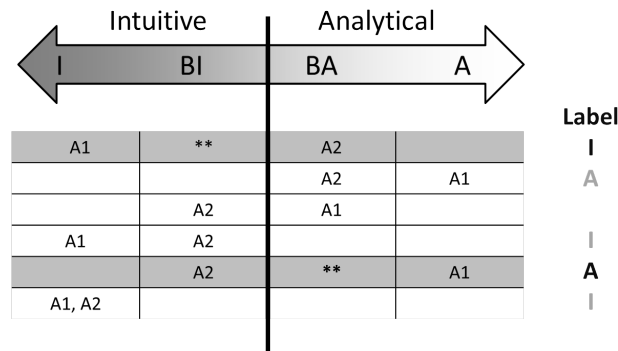 Intuitive Analytical
I BI BA A
Label
A1 ** A2 I
A2 A1 A
A2 A1
A1 A2 I
A2 ** A1 A
A1, A2 I